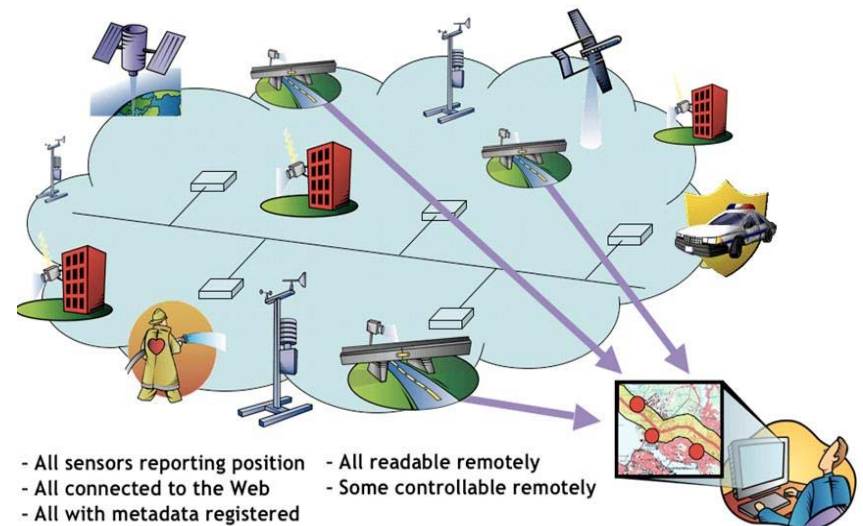 - All sensors reporting position
- All connected to the Web
- All with metadata registered
- All readable remotely
- Some controllable remotely